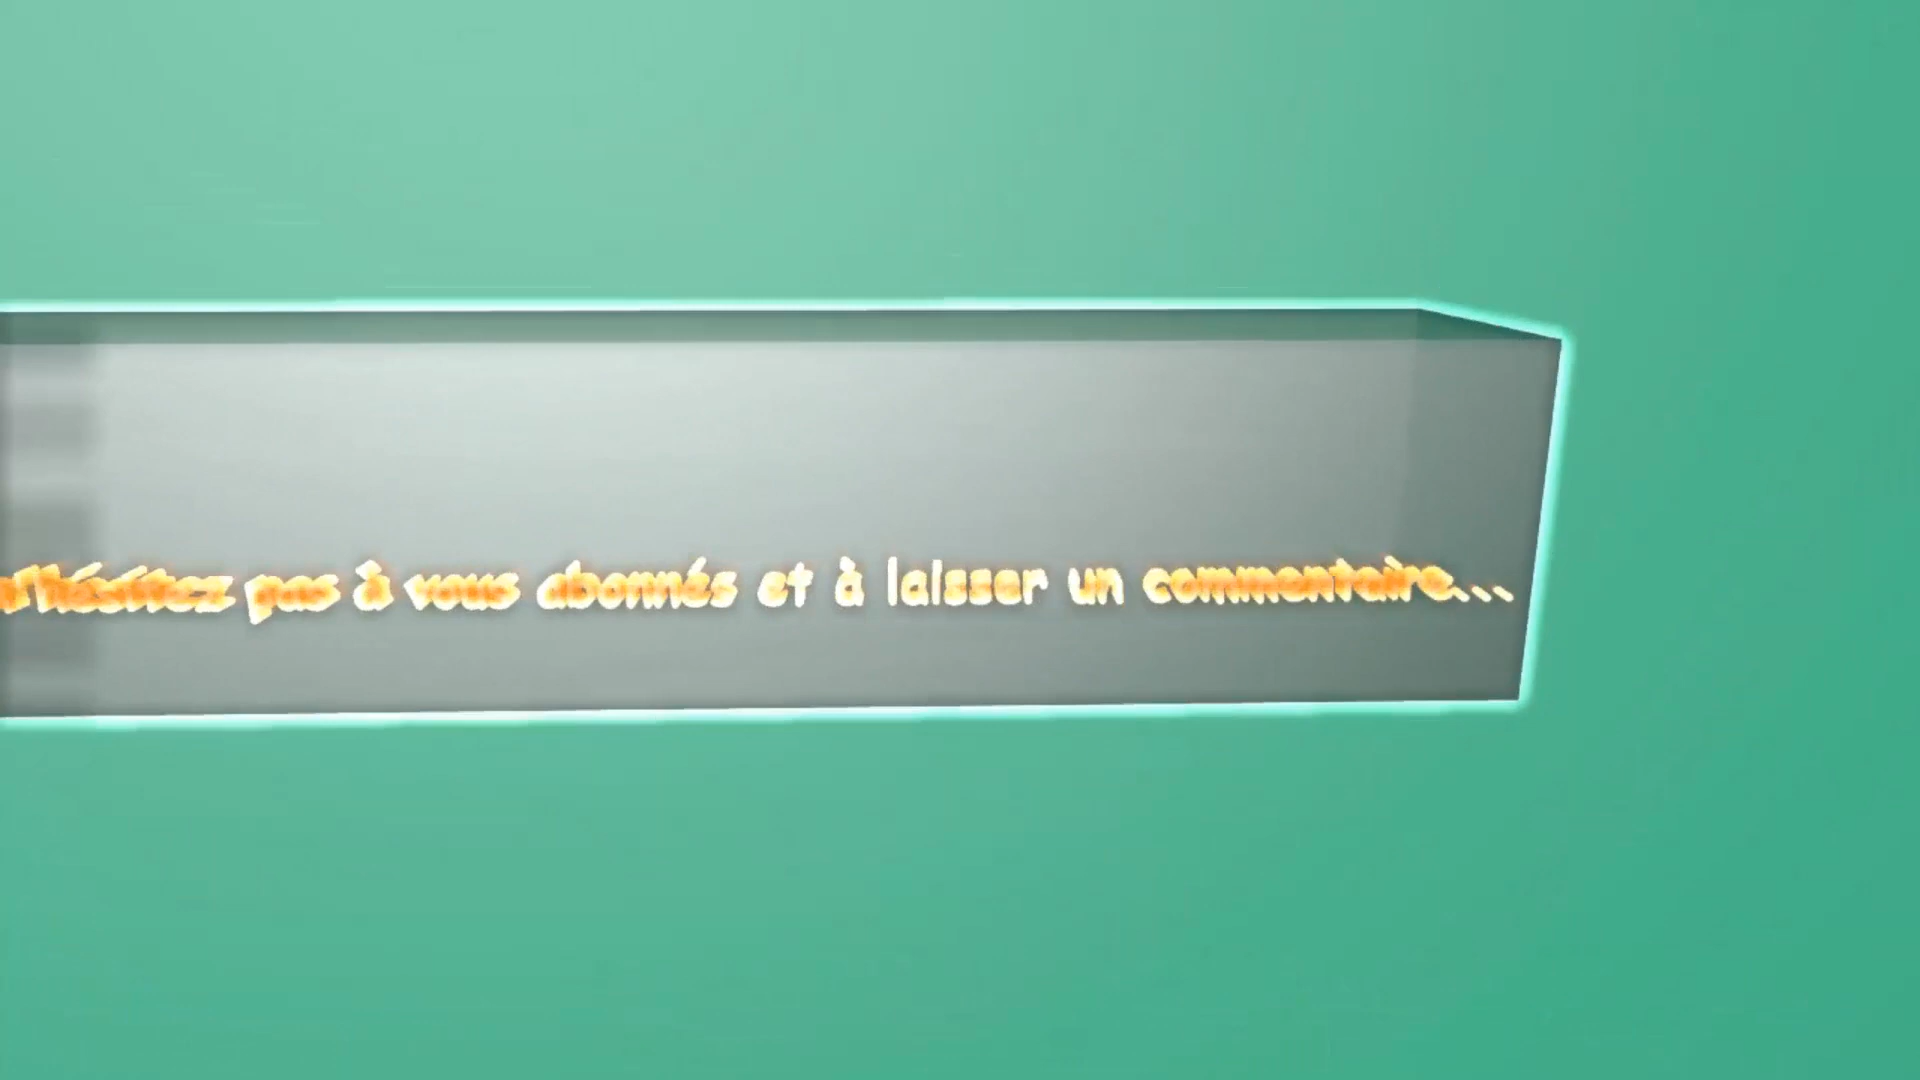 n'hésitez pas à vous abonnés et à laisser un commentaire...